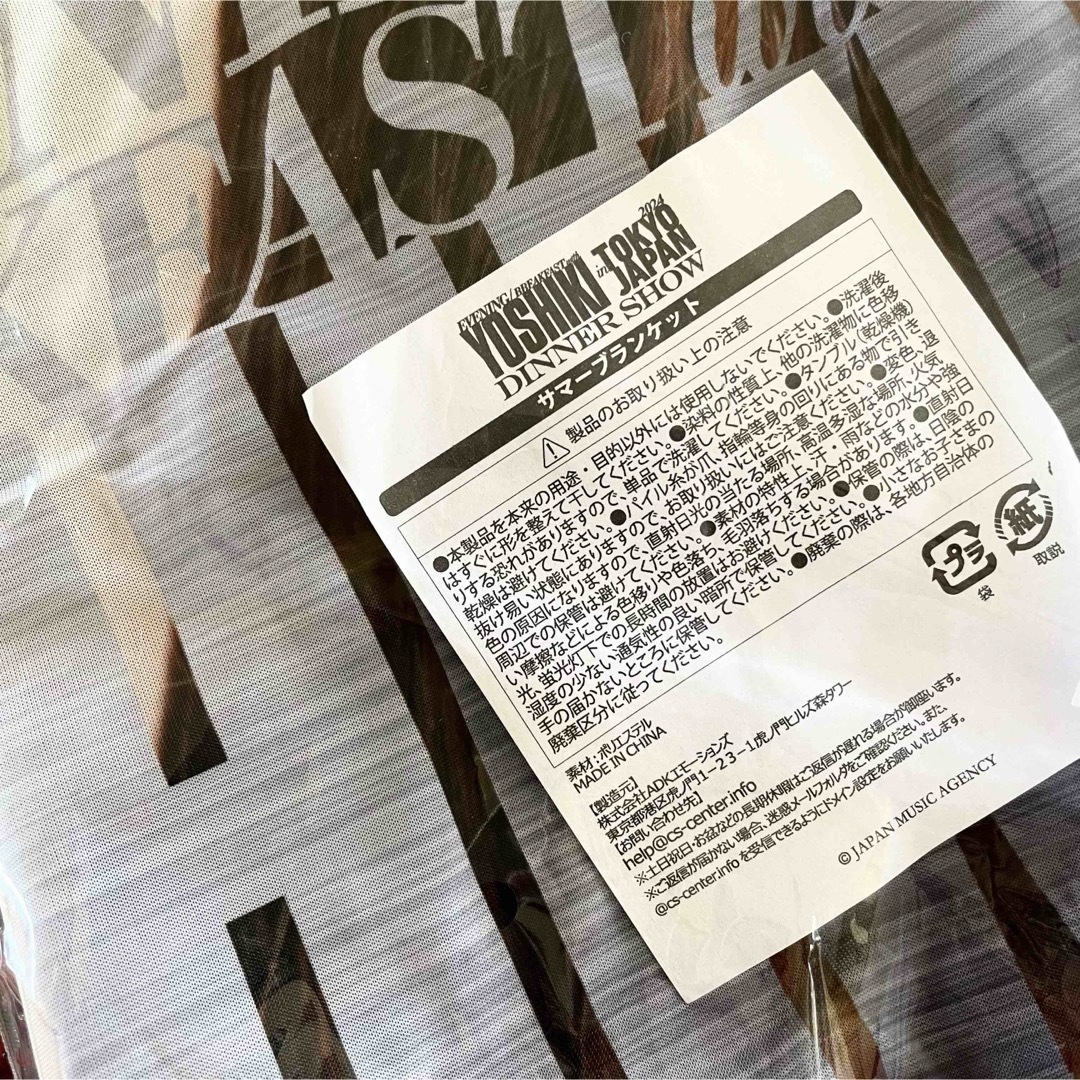 AST
EVENING / BREAKFAST with
YOSHIKI in TOKYO JAPAN 2024
DINNER SHOW
サマーブランケット
製品のお取り扱い上の注意
●本製品を本来の用途・目的以外には使用しないでください。●洗濯後
はすぐに形を整えて干してください。●染料の性質上、他の洗濯物に色移
りする恐れがありますので、単品で洗濯してください。●タンブル(乾燥機)
乾燥は避けてください。●パイル糸が爪、指輪等身の回りにある物で引き
抜け易い状態にありますので、お取り扱いにはご注意ください。●変色、退
色の原因になりますので、直射日光の当たる場所、高温多湿な場所、火気
周辺での保管は避けてください。●素材の特性上、汗・雨などの水分や強
い摩擦などによる色移りや色落ち、毛羽落ちする場合があります。●直射日
光、蛍光灯下での長時間の放置はお避けください。●保管の際は、日陰の
湿度の少ない通気性の良い暗所で保管してください。●小さなお子さまの
手の届かないところに保管してください。●廃棄の際は、各地方自治体の
廃棄区分に従ってください。
プラ
袋
紙
取説
素材:ポリエステル
MADE IN CHINA
【製造元】
株式会社ADKエモーションズ
東京都港区虎ノ門1-23-1虎ノ門ヒルズ森タワー
【お問い合わせ先】
help@cs-center.info
※土日祝日・お盆などの長期休暇はご返信が遅れる場合が御座います。
※ご返信が届かない場合、迷惑メールフォルダをご確認ください。また、
@cs-center.info を受信できるようにドメイン設定をお願いいたします。
© JAPAN MUSIC AGENCY